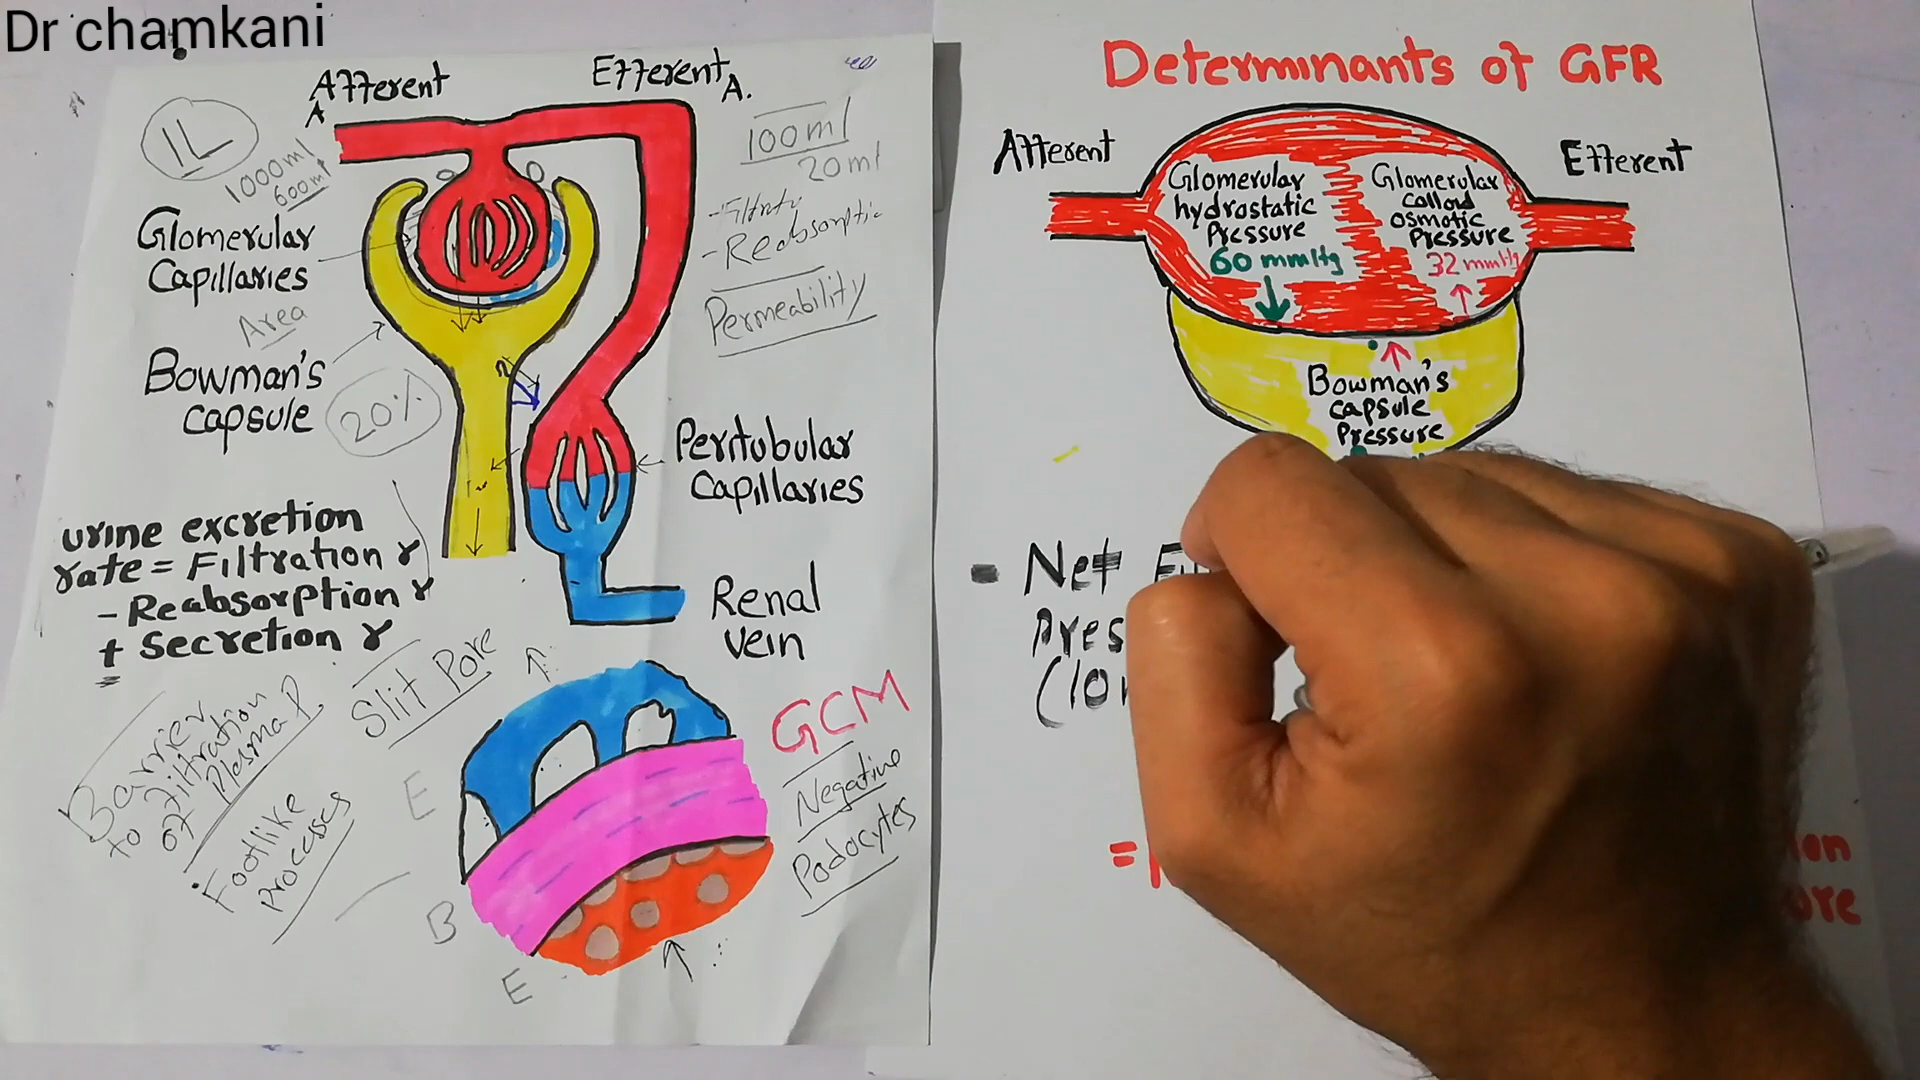 Dr chamkani
Afferent
A
Efferent
A.
1L
1000ml
600ml
100ml
20ml
- Filtratio
- Reabsorptio
Permeability
Glomerular
Capillaries
Area
Bowman's
capsule
20%
Peritubular
Capillaries
urine excretion
rate = Filtration r
- Reabsorption r
+ Secretion r
=
Renal
vein
Slit Pore
Barrier
to filtration
of Plasma P.
Footlike
processes
E
B
E
GCM
Negative
Podocytes
Determinants of GFR
Afferent
Efferent
Glomerular
hydrostatic
Pressure
60 mmHg
Glomerular
colloid
osmotic
Pressure
32 mmHg
Bowman's
capsule
Pressure
- Net
Pres
(10
=